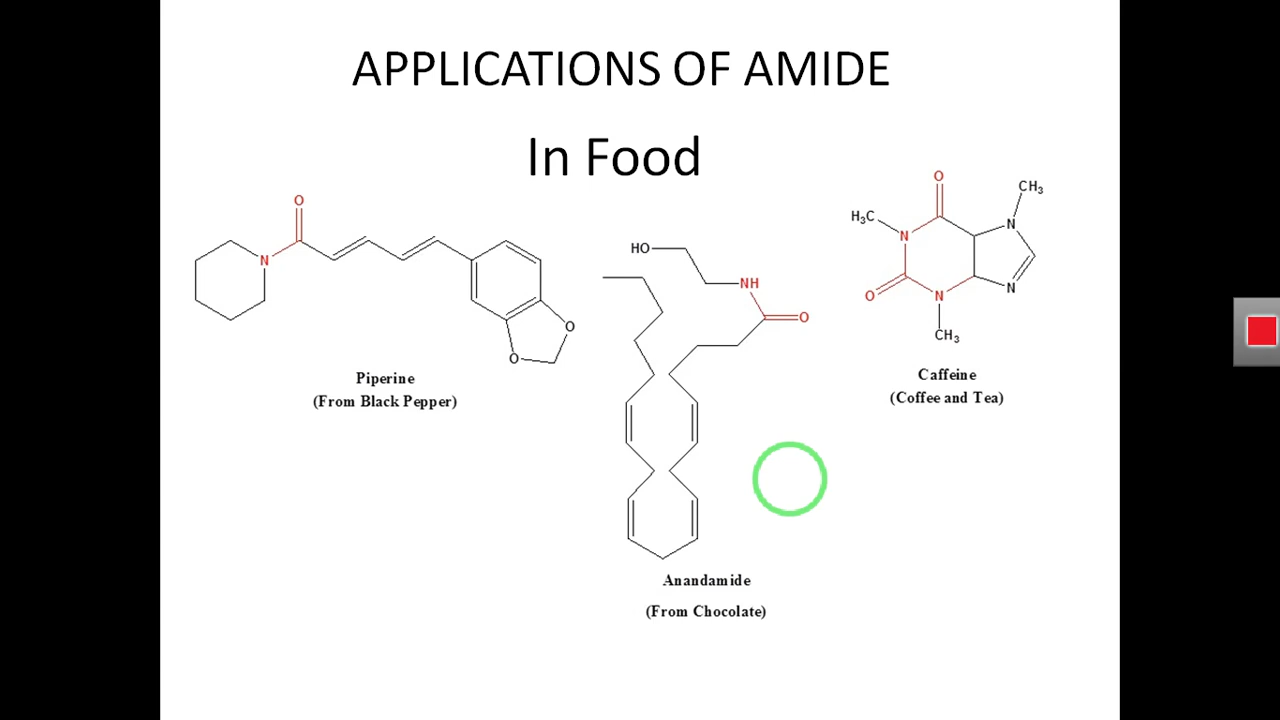 APPLICATIONS OF AMIDE
In Food
O
N
O
O
Piperine
(From Black Pepper)
HO
NH
O
Anandamide
(From Chocolate)
O
CH₃
H₃C
N
N
O
N
N
CH₃
Caffeine
(Coffee and Tea)